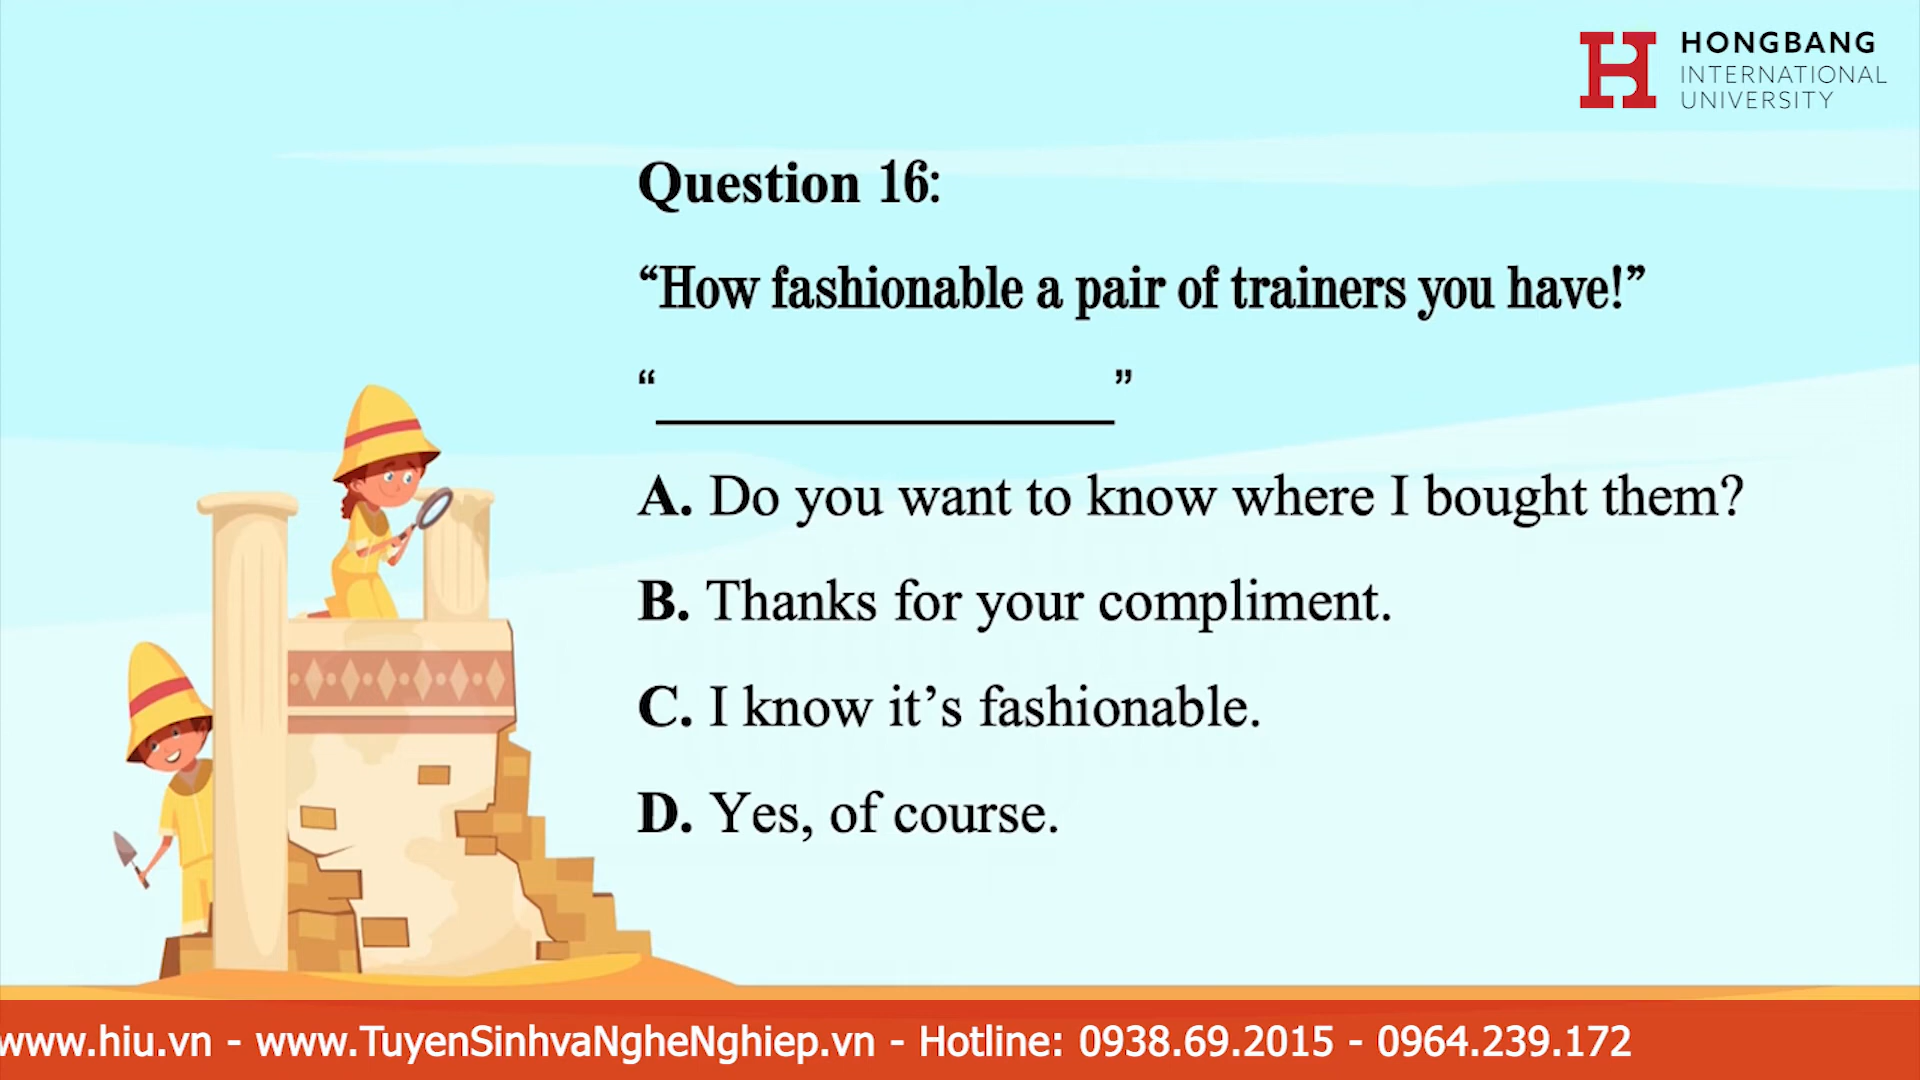 HONGBANG
INTERNATIONAL
UNIVERSITY
Question 16:
“How fashionable a pair of trainers you have!”
“_______________”
A. Do you want to know where I bought them?
B. Thanks for your compliment.
C. I know it’s fashionable.
D. Yes, of course.
www.hiu.vn - www.TuyenSinhvaNgheNghiep.vn - Hotline: 0938.69.2015 - 0964.239.172